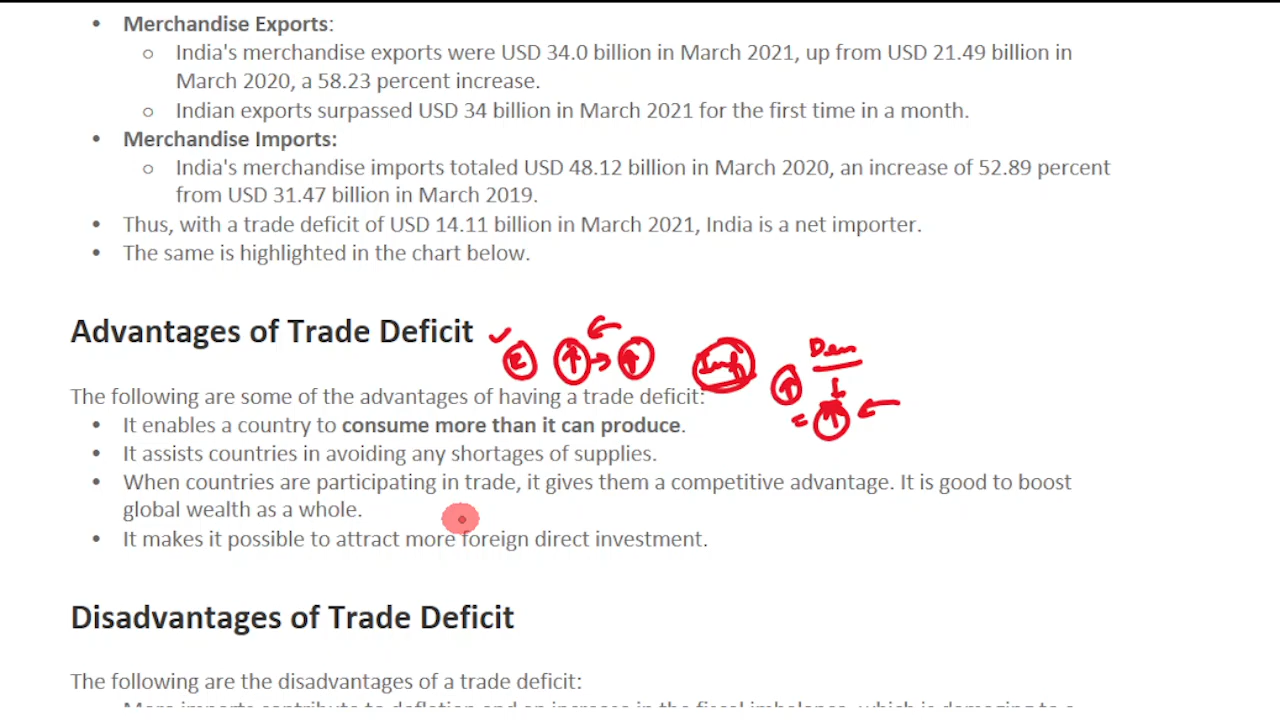 • Merchandise Exports:
o India's merchandise exports were USD 34.0 billion in March 2021, up from USD 21.49 billion in
March 2020, a 58.23 percent increase.
o Indian exports surpassed USD 34 billion in March 2021 for the first time in a month.
• Merchandise Imports:
o India's merchandise imports totaled USD 48.12 billion in March 2020, an increase of 52.89 percent
from USD 31.47 billion in March 2019.
• Thus, with a trade deficit of USD 14.11 billion in March 2021, India is a net importer.
• The same is highlighted in the chart below.
Advantages of Trade Deficit
Dem
The following are some of the advantages of having a trade deficit:
• It enables a country to consume more than it can produce.
• It assists countries in avoiding any shortages of supplies.
• When countries are participating in trade, it gives them a competitive advantage. It is good to boost
global wealth as a whole.
• It makes it possible to attract more foreign direct investment.
Disadvantages of Trade Deficit
The following are the disadvantages of a trade deficit: